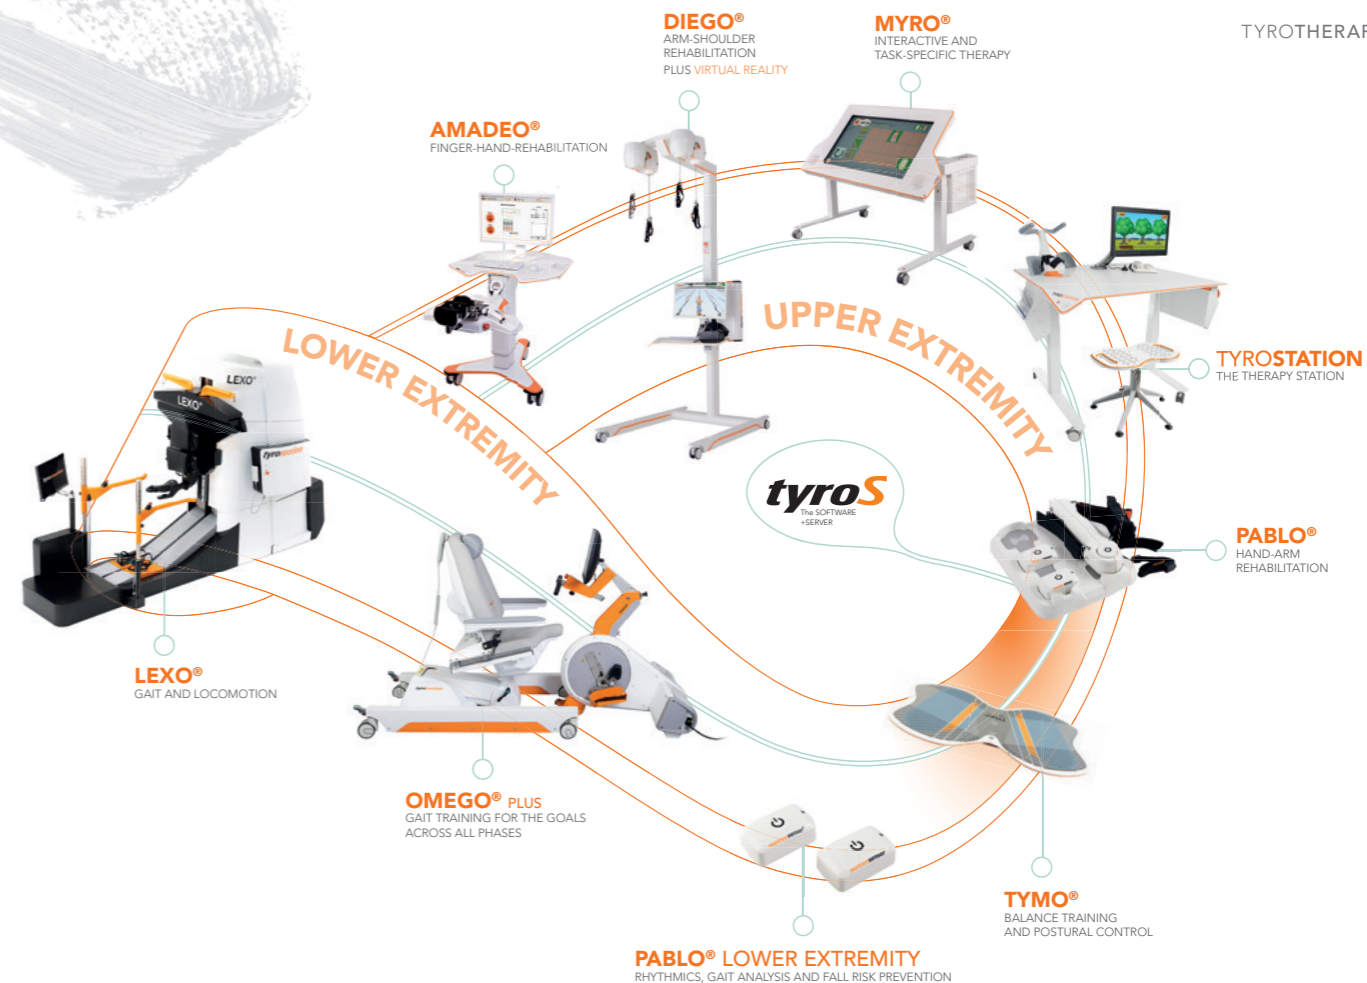 DIEGO®
ARM-SHOULDER
REHABILITATION
PLUS VIRTUAL REALITY
MYRO®
INTERACTIVE AND
TASK-SPECIFIC THERAPY
AMADEO®
FINGER-HAND-REHABILITATION
LOWER EXTREMITY
UPPER EXTREMITY
TYROSTATION
THE THERAPY STATION
LEXO®
LEXO®
tyromotion
tyroS
The SOFTWARE
+SERVER
PABLO®
HAND-ARM
REHABILITATION
LEXO®
GAIT AND LOCOMOTION
OMEGO® PLUS
GAIT TRAINING FOR THE GOALS
ACROSS ALL PHASES
TYMO®
BALANCE TRAINING
AND POSTURAL CONTROL
PABLO® LOWER EXTREMITY
RHYTHMICS, GAIT ANALYSIS AND FALL RISK PREVENTION